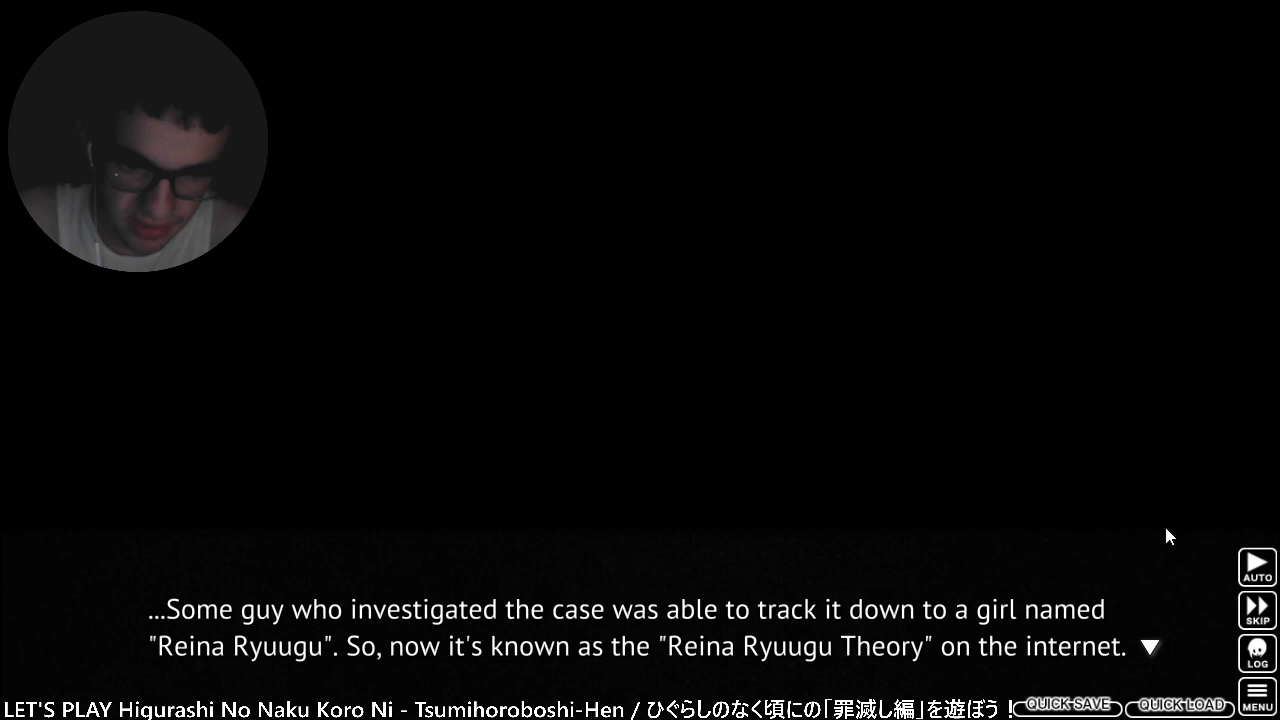 ...Some guy who investigated the case was able to track it down to a girl named
"Reina Ryuugu". So, now it's known as the "Reina Ryuugu Theory" on the internet.
AUTO
SKIP
LOG
MENU
QUICK SAVE
QUICK LOAD
LET'S PLAY Higurashi No Naku Koro Ni - Tsumihoroboshi-Hen / ひぐらしのなく頃にの「罪滅し編」を遊ぼう！